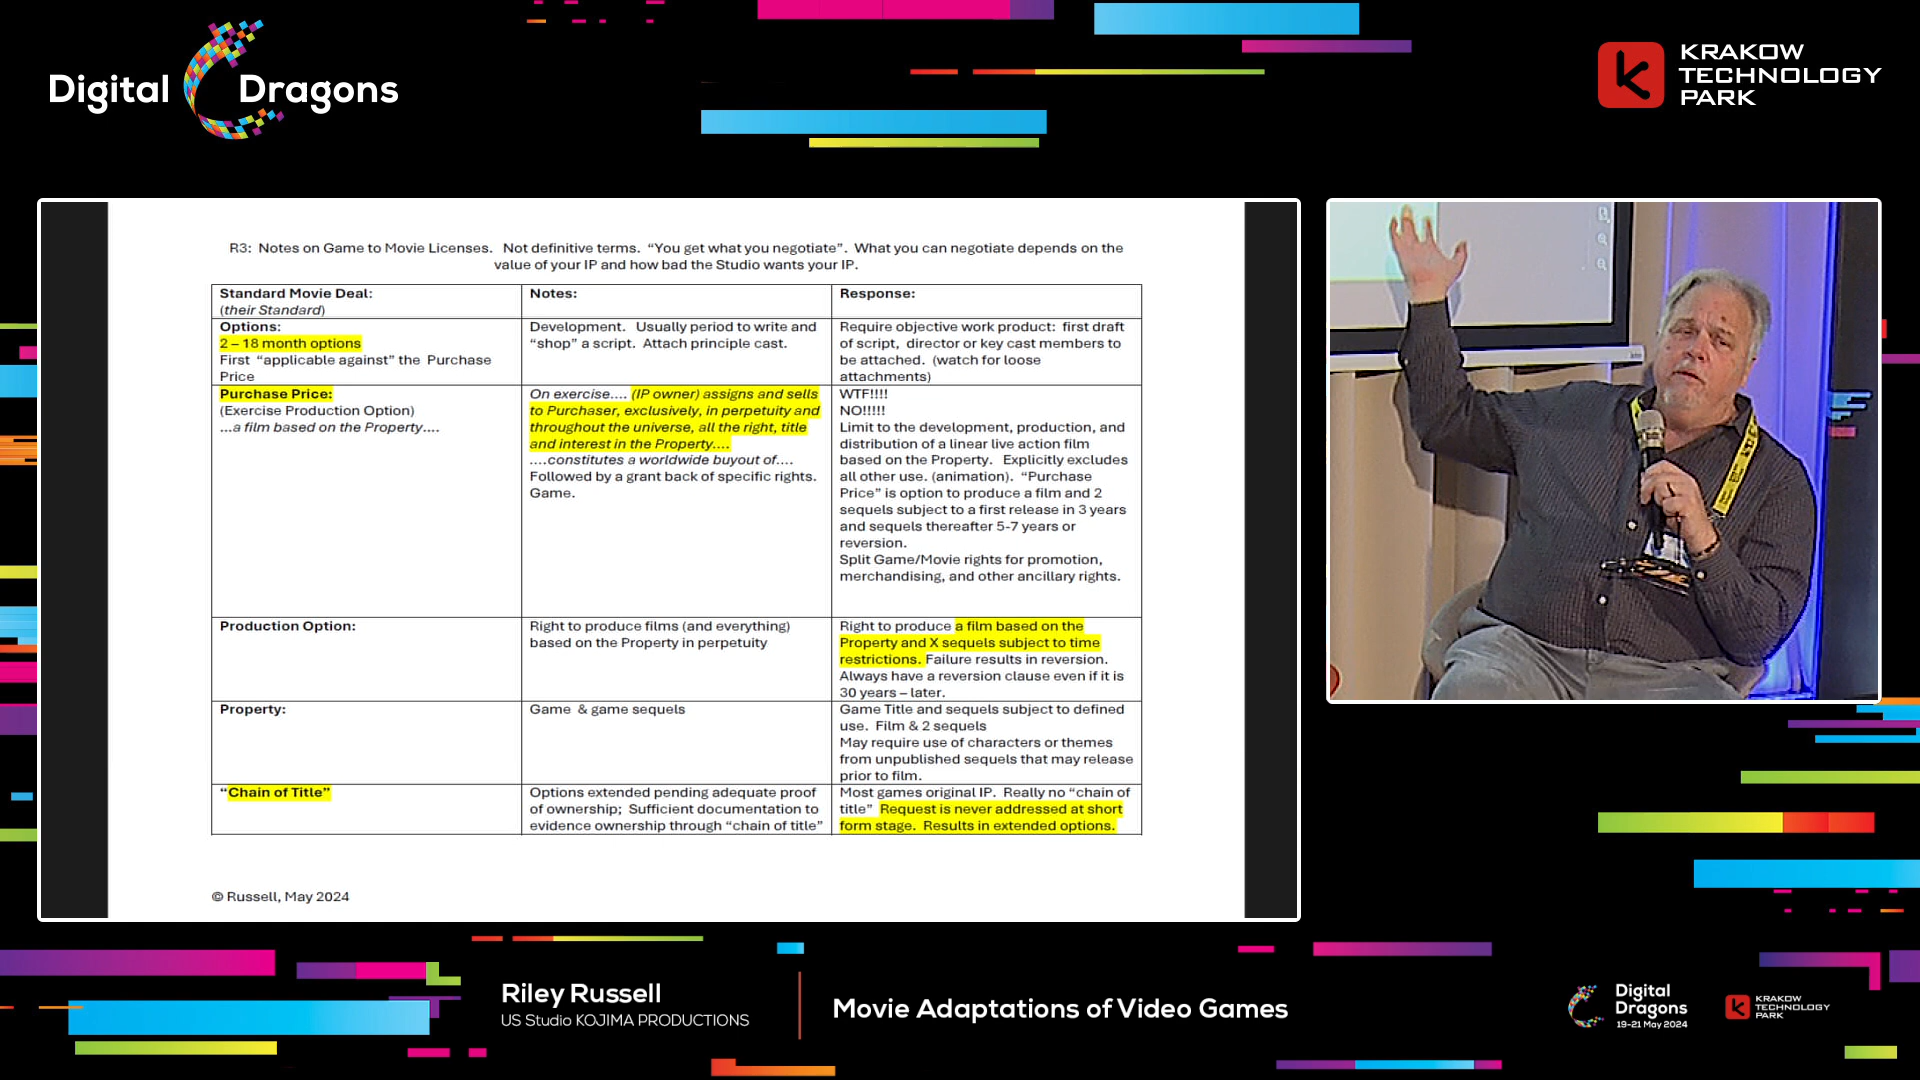 Digital Dragons
KRAKOW
TECHNOLOGY
PARK
R3: Notes on Game to Movie Licenses. Not definitive terms. “You get what you negotiate”. What you can negotiate depends on the
value of your IP and how bad the Studio wants your IP.
Standard Movie Deal:
(their Standard)
Notes:
Response:
Options:
2 – 18 month options
First “applicable against” the Purchase
Price
Development. Usually period to write and
“shop” a script. Attach principle cast.
Require objective work product: first draft
of script, director or key cast members to
be attached. (watch for loose
attachments)
Purchase Price:
(Exercise Production Option)
…a film based on the Property….
On exercise…. (IP owner) assigns and sells
to Purchaser, exclusively, in perpetuity and
throughout the universe, all the right, title
and interest in the Property….
….constitutes a worldwide buyout of….
Followed by a grant back of specific rights.
Game.
WTF!!!!
NO!!!!!
Limit to the development, production, and
distribution of a linear live action film
based on the Property. Explicitly excludes
all other use. (animation). “Purchase
Price” is option to produce a film and 2
sequels subject to a first release in 3 years
and sequels thereafter 5-7 years or
reversion.
Split Game/Movie rights for promotion,
merchandising, and other ancillary rights.
Production Option:
Right to produce films (and everything)
based on the Property in perpetuity
Right to produce a film based on the
Property and X sequels subject to time
restrictions. Failure results in reversion.
Always have a reversion clause even if it is
30 years – later.
Property:
Game & game sequels
Game Title and sequels subject to defined
use. Film & 2 sequels
May require use of characters or themes
from unpublished sequels that may release
prior to film.
“Chain of Title”
Options extended pending adequate proof
of ownership; Sufficient documentation to
evidence ownership through “chain of title”
Most games original IP. Really no “chain of
title” Request is never addressed at short
form stage. Results in extended options.
© Russell, May 2024
Riley Russell
US Studio KOJIMA PRODUCTIONS
Movie Adaptations of Video Games
Digital
Dragons
19-21 May 2024
KRAKOW
TECHNOLOGY
PARK